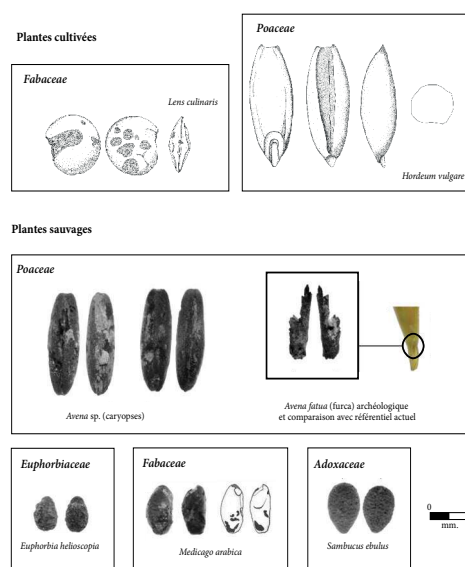 Plantes cultivées
Fabaceae
Lens culinaris
Poaceae
Hordeum vulgare
Plantes sauvages
Poaceae
Avena sp. (caryopses)
Avena fatua (furca) archéologique
et comparaison avec référentiel actuel
Euphorbiaceae
Euphorbia helioscopia
Fabaceae
Medicago arabica
Adoxaceae
Sambucus ebulus
0
mm.